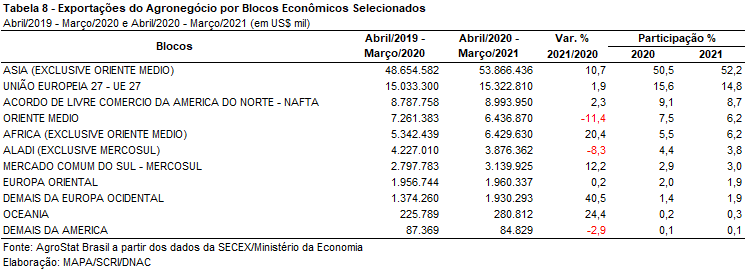 Tabela 8 - Exportações do Agronegócio por Blocos Econômicos Selecionados
Abril/2019 - Março/2020 e Abril/2020 - Março/2021 (em US$ mil)
Blocos Abril/2019 - Março/2020 Abril/2020 - Março/2021 Var. % 2021/2020 Participação % 2020 2021
ASIA (EXCLUSIVE ORIENTE MEDIO) 48.654.582 53.866.436 10,7 50,5 52,2
UNIÃO EUROPEIA 27 - UE 27 15.033.300 15.322.810 1,9 15,6 14,8
ACORDO DE LIVRE COMERCIO DA AMERICA DO NORTE - NAFTA 8.787.758 8.993.950 2,3 9,1 8,7
ORIENTE MEDIO 7.261.383 6.436.870 -11,4 7,5 6,2
AFRICA (EXCLUSIVE ORIENTE MEDIO) 5.342.439 6.429.630 20,4 5,5 6,2
ALADI (EXCLUSIVE MERCOSUL) 4.227.010 3.876.362 -8,3 4,4 3,8
MERCADO COMUM DO SUL - MERCOSUL 2.797.783 3.139.925 12,2 2,9 3,0
EUROPA ORIENTAL 1.956.744 1.960.337 0,2 2,0 1,9
DEMAIS DA EUROPA OCIDENTAL 1.374.260 1.930.293 40,5 1,4 1,9
OCEANIA 225.789 280.812 24,4 0,2 0,3
DEMAIS DA AMERICA 87.369 84.829 -2,9 0,1 0,1
Fonte: AgroStat Brasil a partir dos dados da SECEX/Ministério da Economia
Elaboração: MAPA/SCRI/DNAC